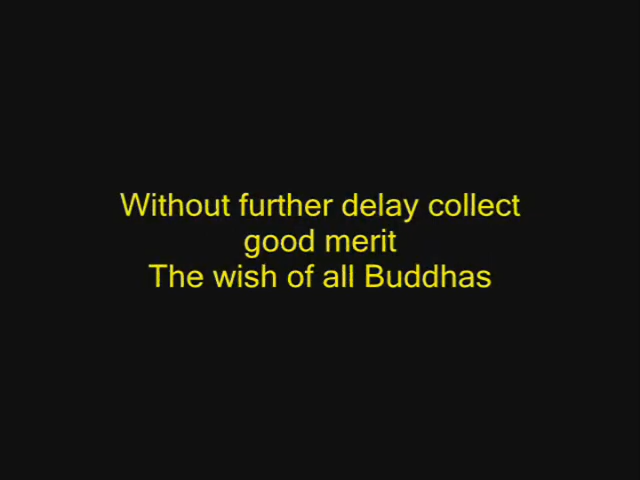 Without further delay collect
good merit
The wish of all Buddhas